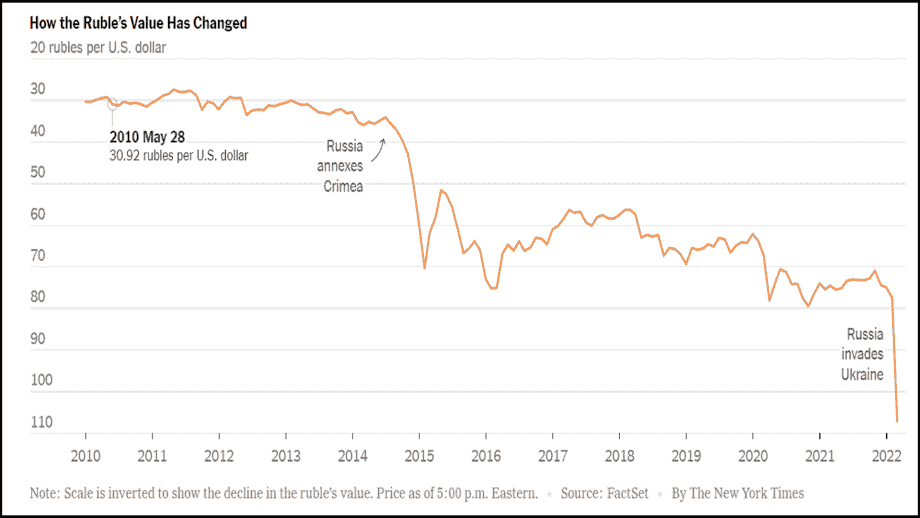 How the Ruble's Value Has Changed
20 rubles per U.S. dollar
30
2010 May 28
30.92 rubles per U.S. dollar
40
Russia
annexes
Crimea
50
60
70
80
90
Russia
invades
Ukraine
100
110
2010 2011 2012 2013 2014 2015 2016 2017 2018 2019 2020 2021 2022
Note: Scale is inverted to show the decline in the ruble's value. Price as of 5:00 p.m. Eastern. • Source: FactSet • By The New York Times